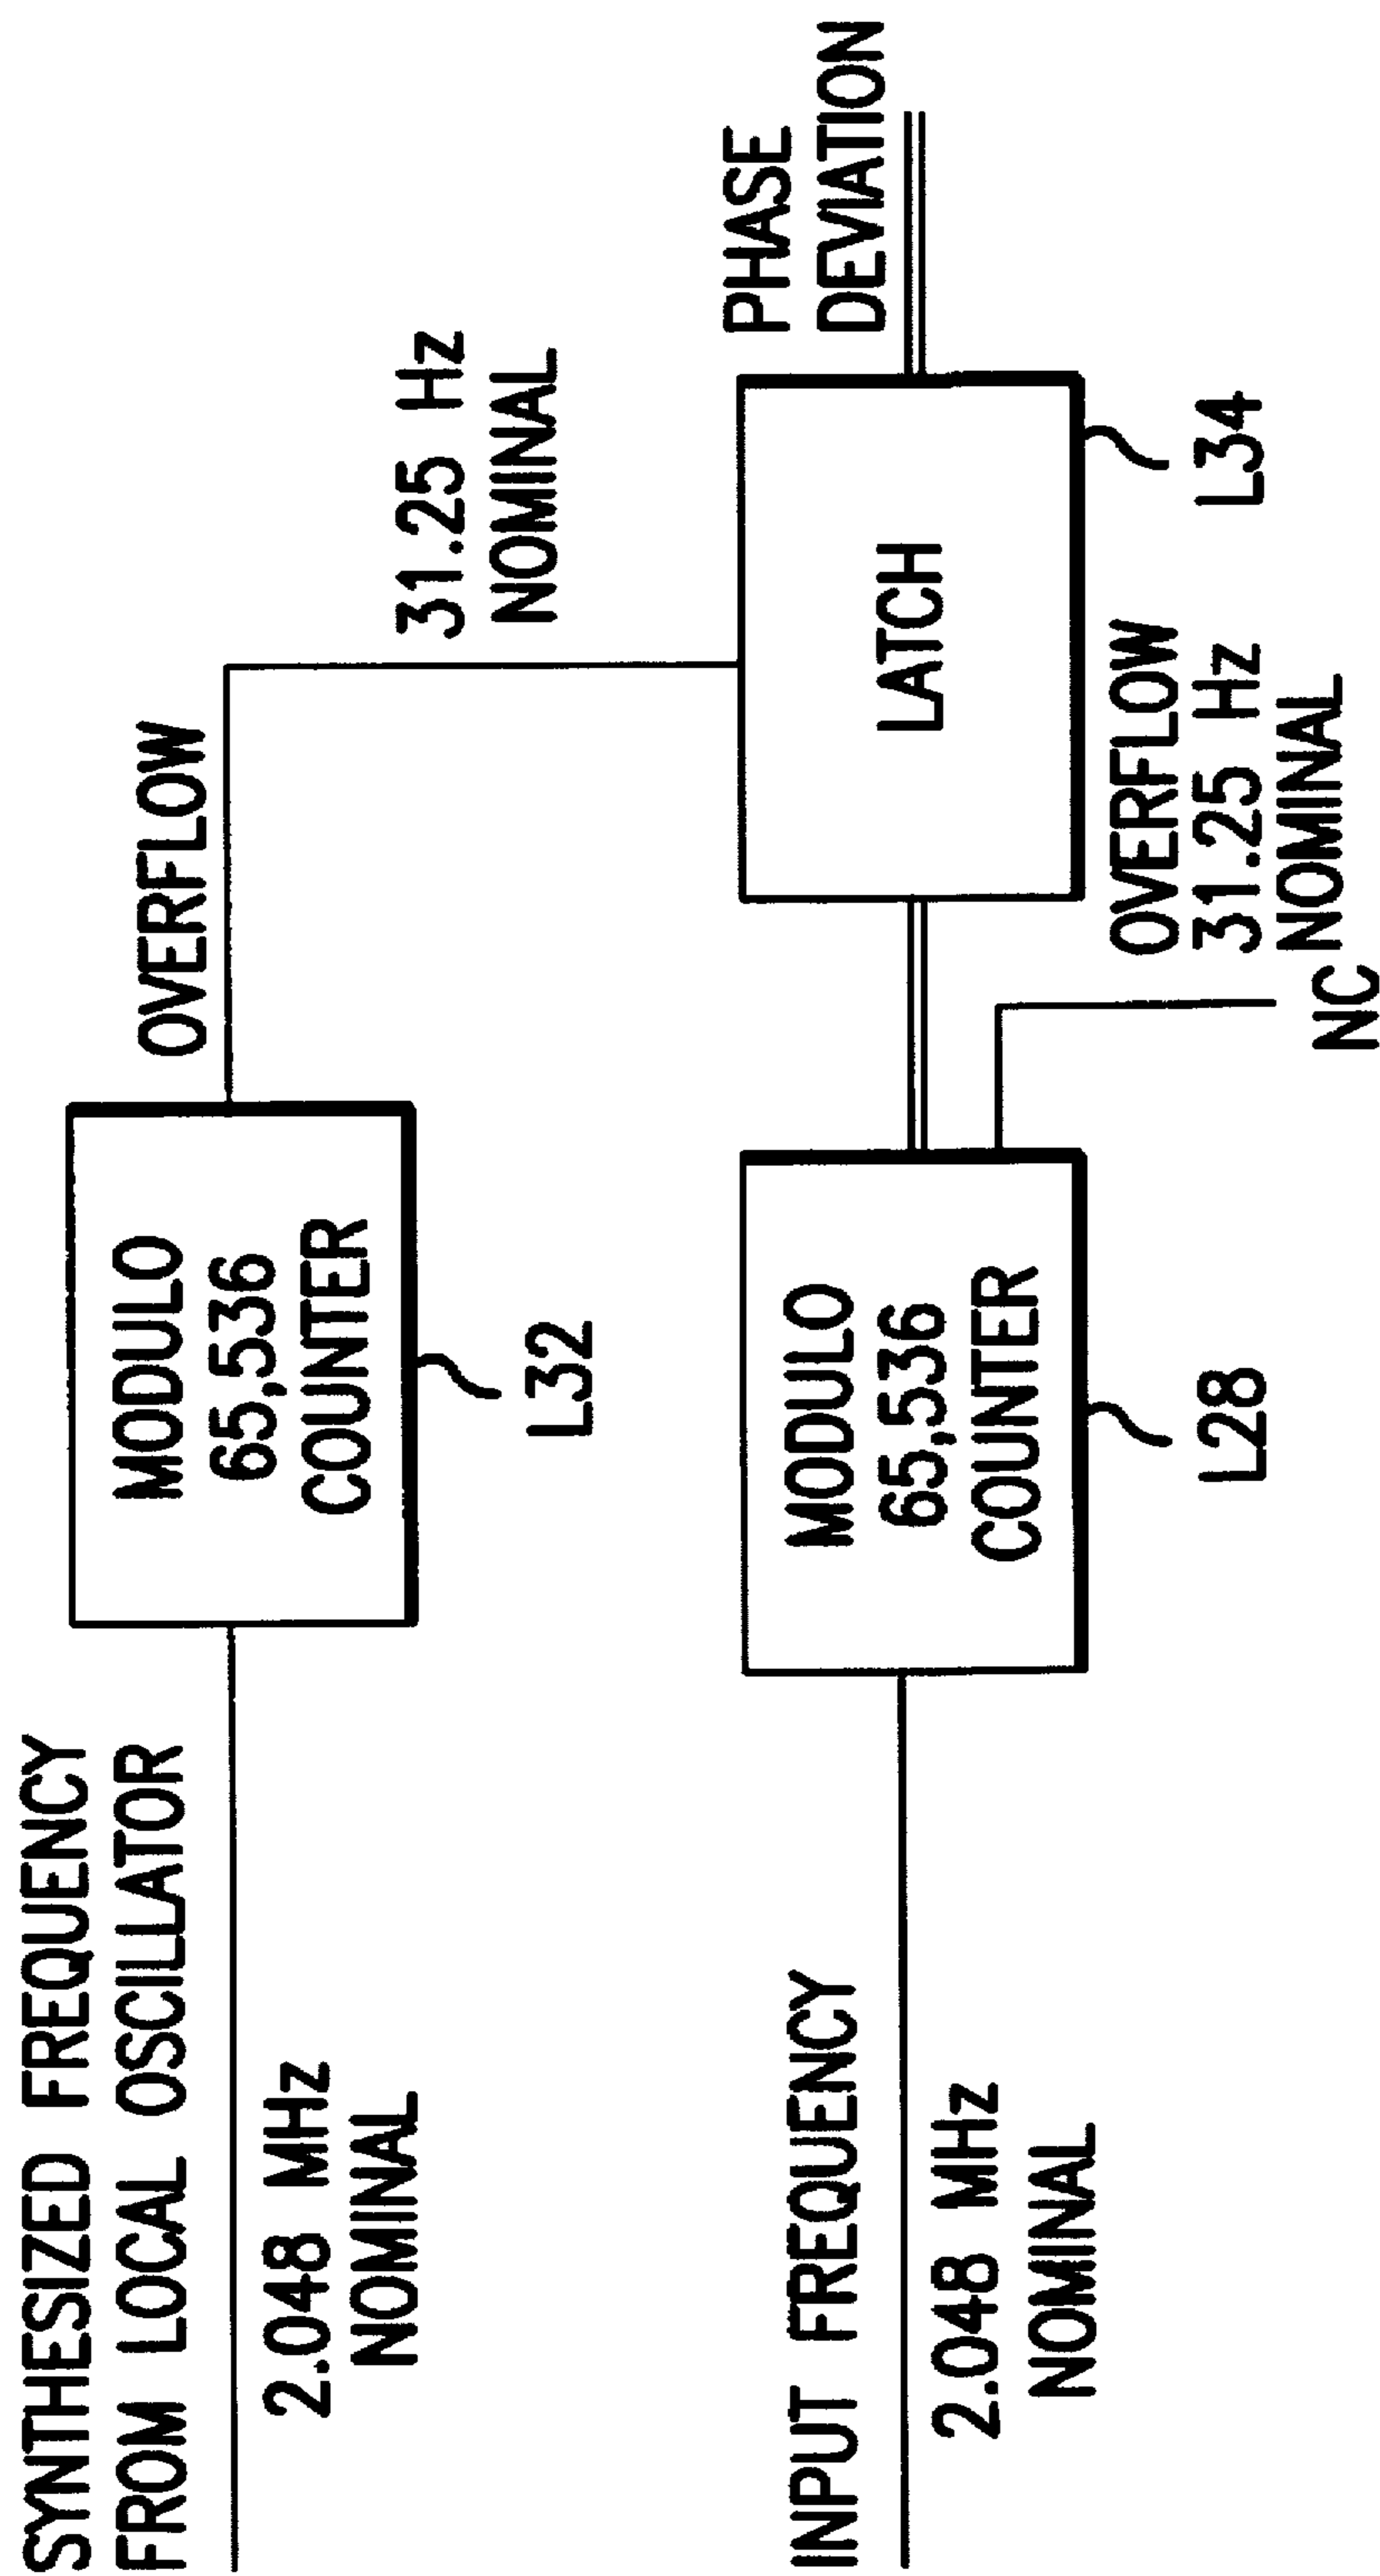 SYNTHESIZED FREQUENCY
FROM LOCAL OSCILLATOR
2.048 MHz
NOMINAL
MODULO
65,536
COUNTER
L32
OVERFLOW
31.25 Hz
NOMINAL
INPUT FREQUENCY
2.048 MHz
NOMINAL
MODULO
65,536
COUNTER
L28
LATCH
L34
OVERFLOW
31.25 Hz
NOMINAL
NC
PHASE
DEVIATION